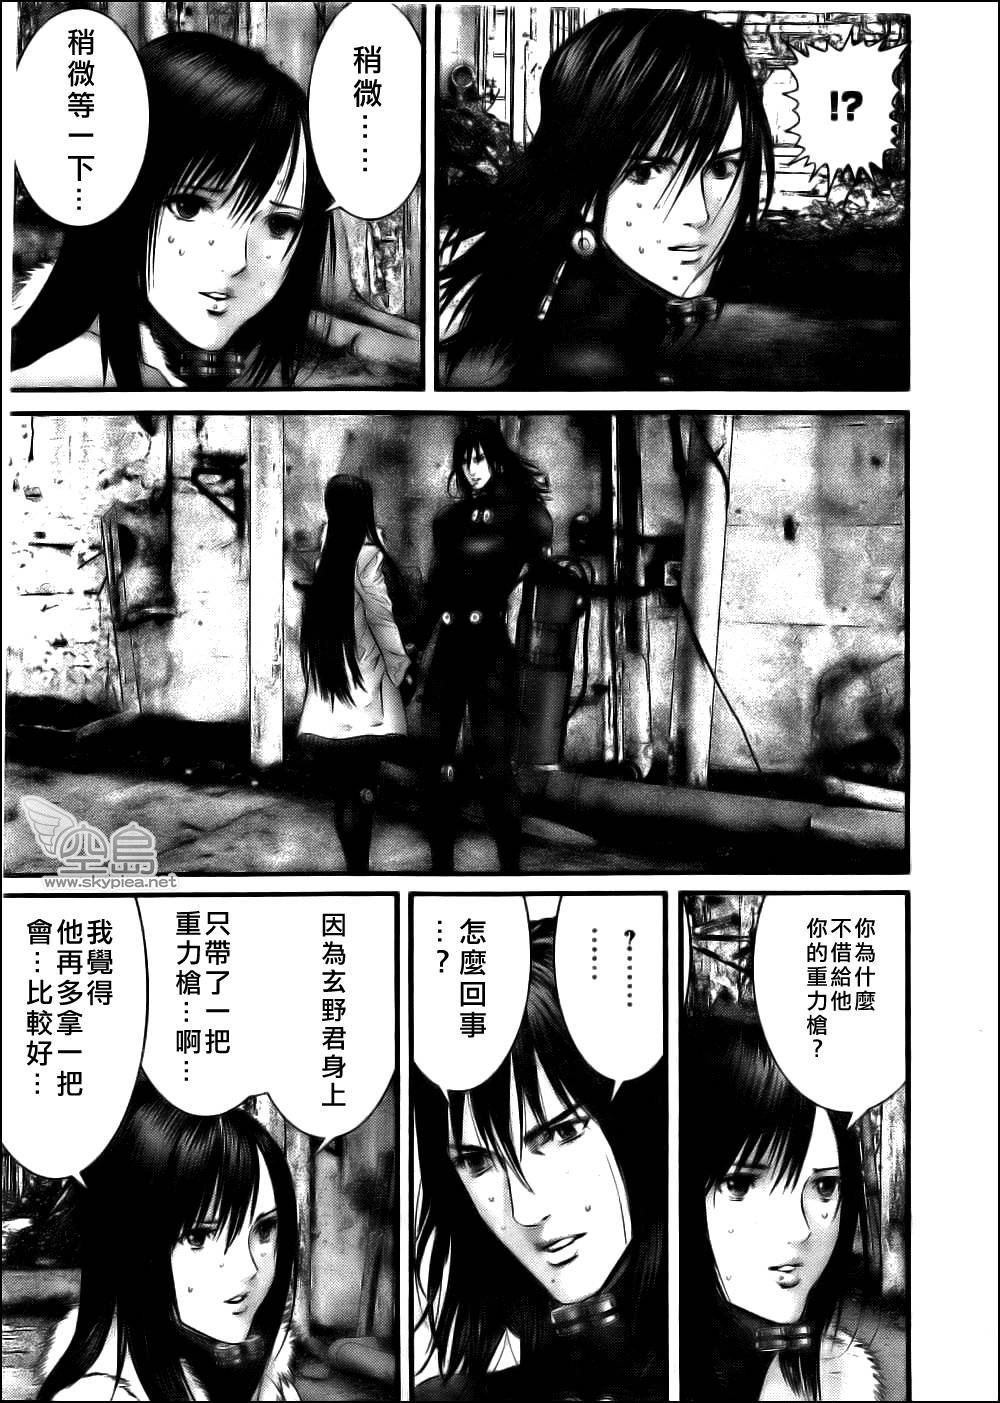 !?
稍微……
稍微等一下…
空島
www.skypiea.net
你為什麼
不借給他
你的重力槍?
?………
……
怎麼回事
…?
因為玄野君身上
只帶了一把
重力槍…啊…
我覺得
他再多拿一把
會…比較好…